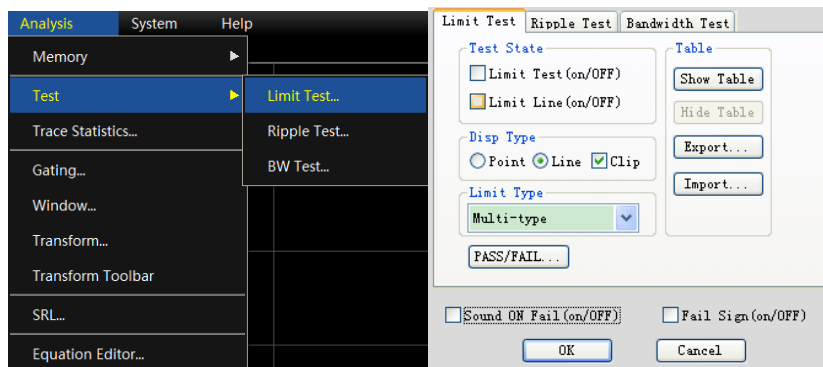 Analysis System Help
Memory
Test
Trace Statistics...
Gating...
Window...
Transform...
Transform Toolbar
SRL...
Equation Editor...
Limit Test...
Ripple Test...
BW Test...
Limit Test Ripple Test Bandwidth Test
Test State
Limit Test(on/OFF)
Limit Line(on/OFF)
Disp Type
Point Line Clip
Limit Type
Multi-type
PASS/FAIL...
Table
Show Table
Hide Table
Export...
Import...
Sound ON Fail(on/OFF) Fail Sign(on/OFF)
OK Cancel